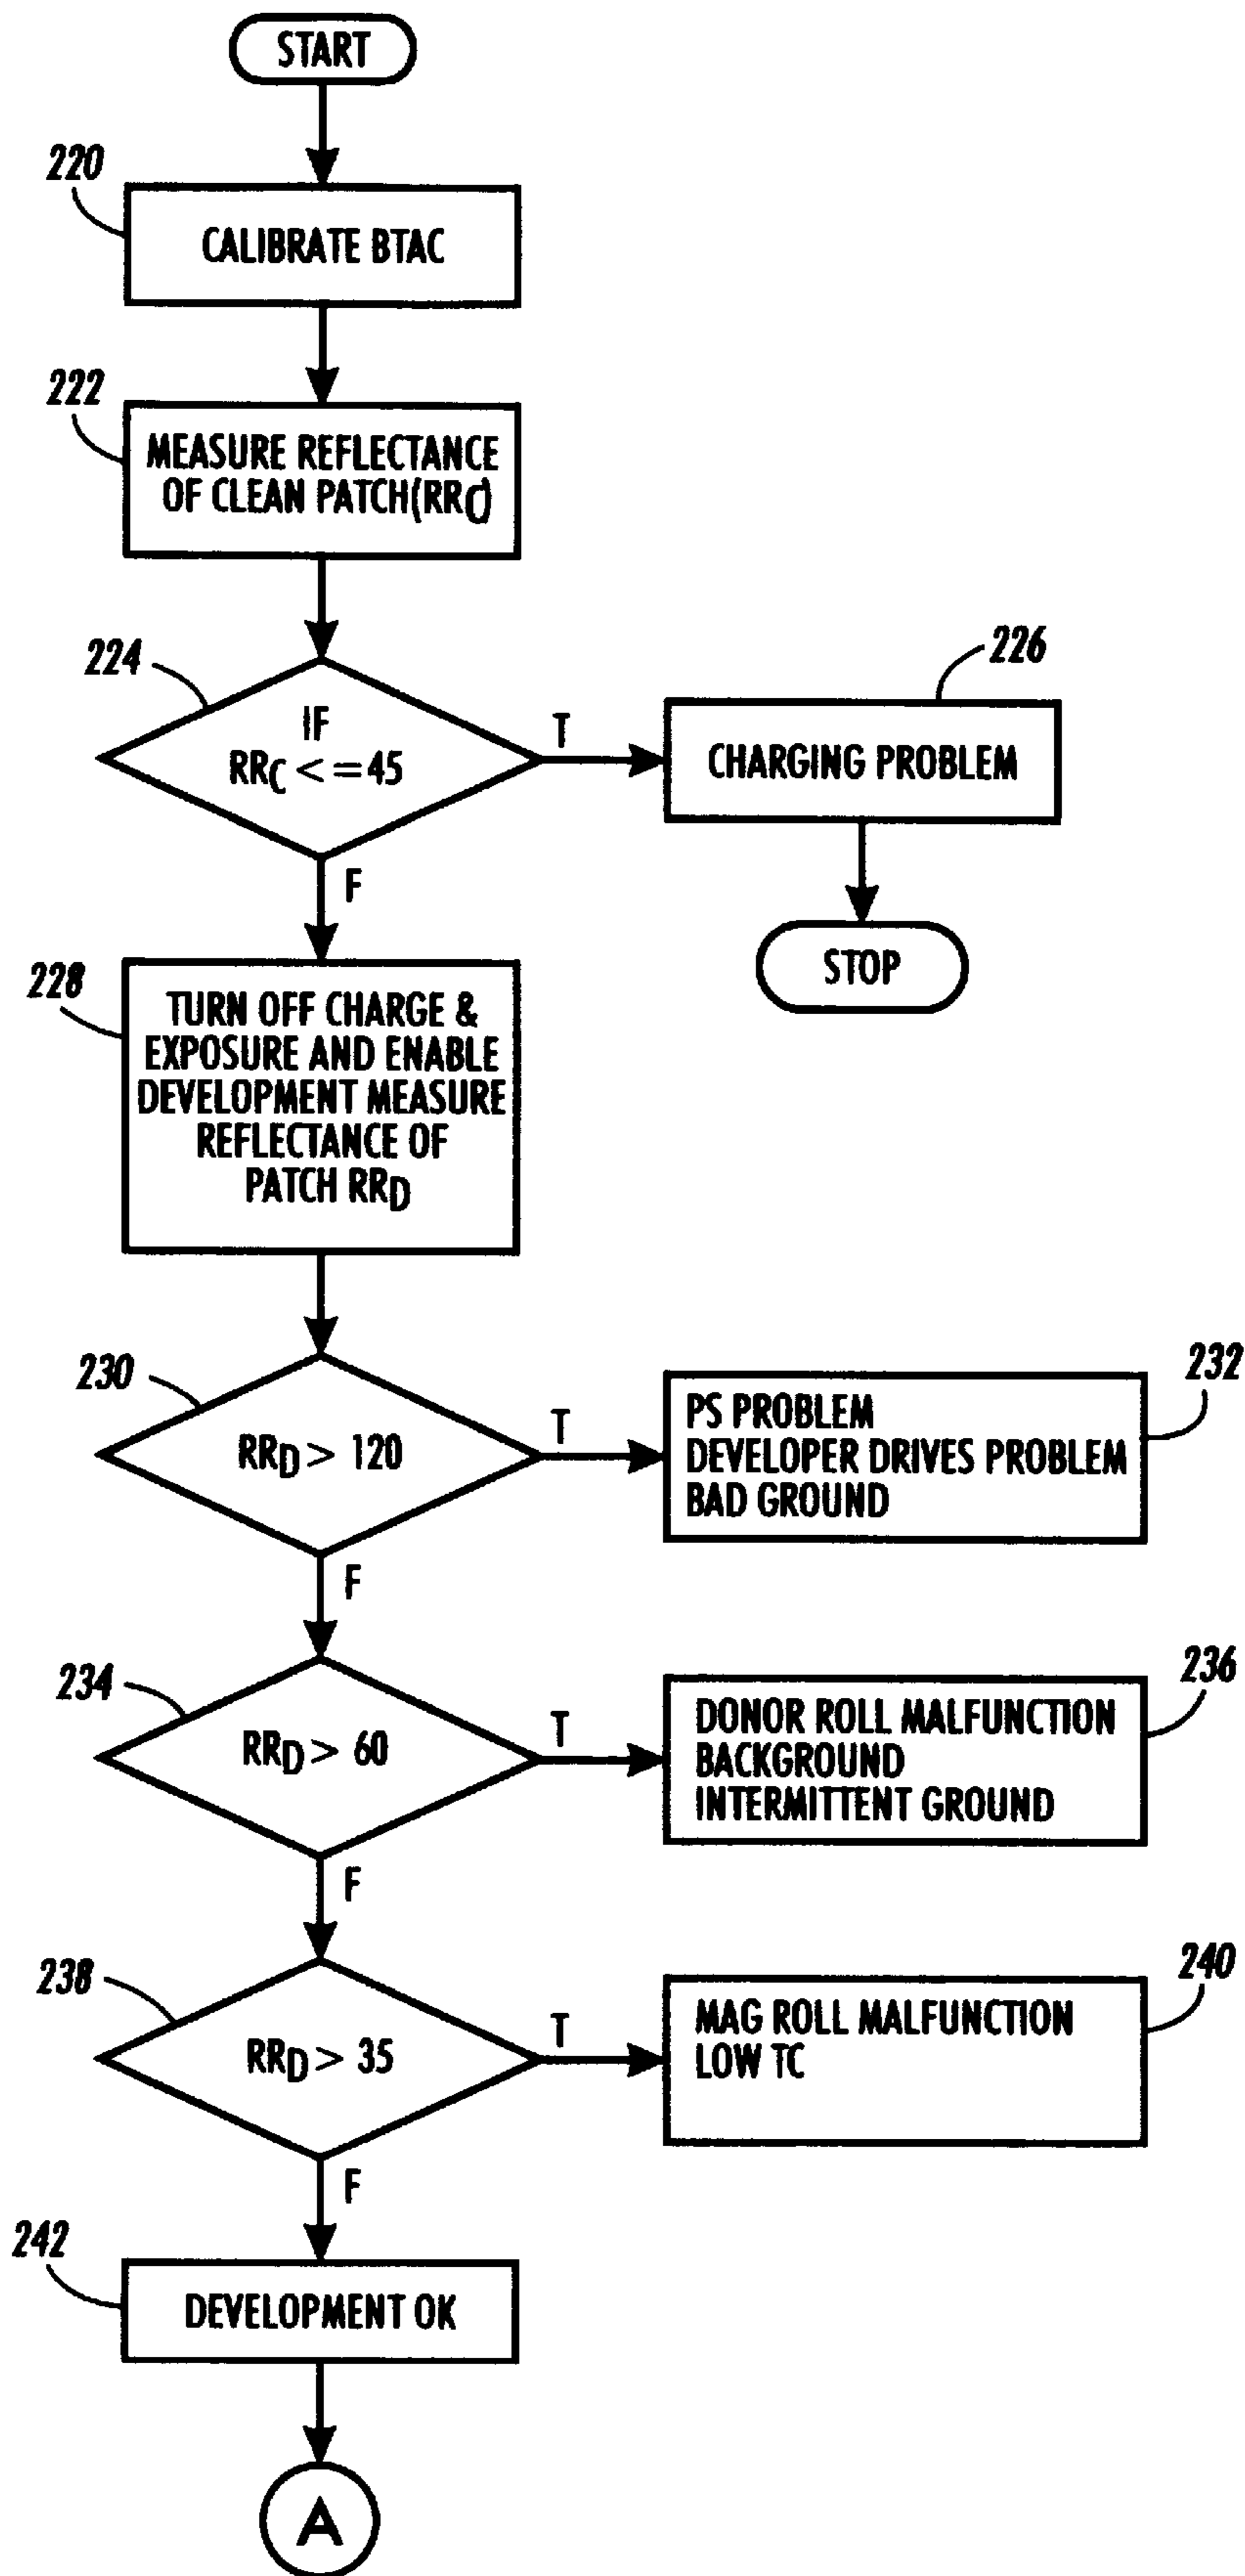 START
220
CALIBRATE BTAC
222
MEASURE REFLECTANCE
OF CLEAN PATCH(RRC)
224
IF
RRC <=45
T
226
CHARGING PROBLEM
F
STOP
228
TURN OFF CHARGE &
EXPOSURE AND ENABLE
DEVELOPMENT MEASURE
REFLECTANCE OF
PATCH RRD
230
RRD > 120
T
232
PS PROBLEM
DEVELOPER DRIVES PROBLEM
BAD GROUND
F
234
RRD > 60
T
236
DONOR ROLL MALFUNCTION
BACKGROUND
INTERMITTENT GROUND
F
238
RRD > 35
T
240
MAG ROLL MALFUNCTION
LOW TC
F
242
DEVELOPMENT OK
A